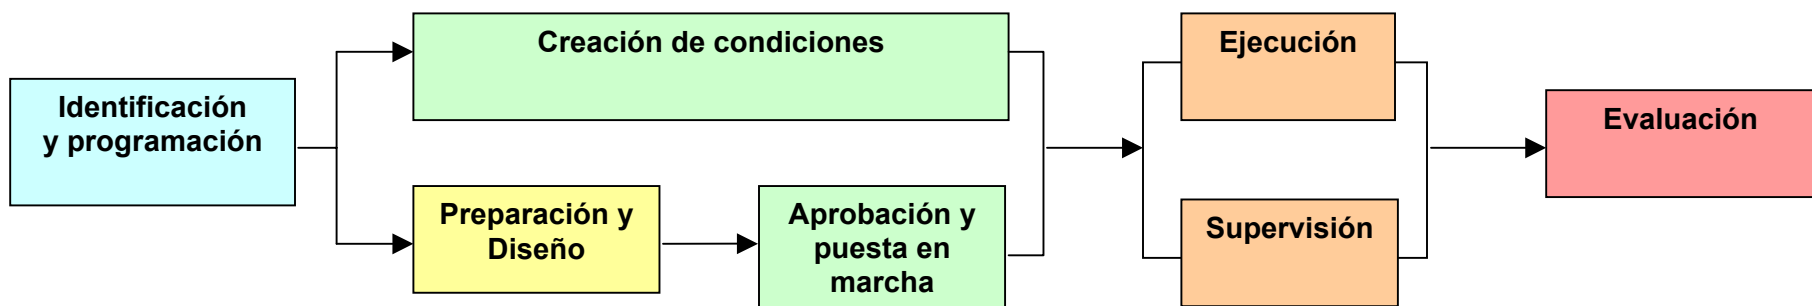 Identificación
y programación
Creación de condiciones
Preparación y
Diseño
Aprobación y
puesta en
marcha
Ejecución
Supervisión
Evaluación